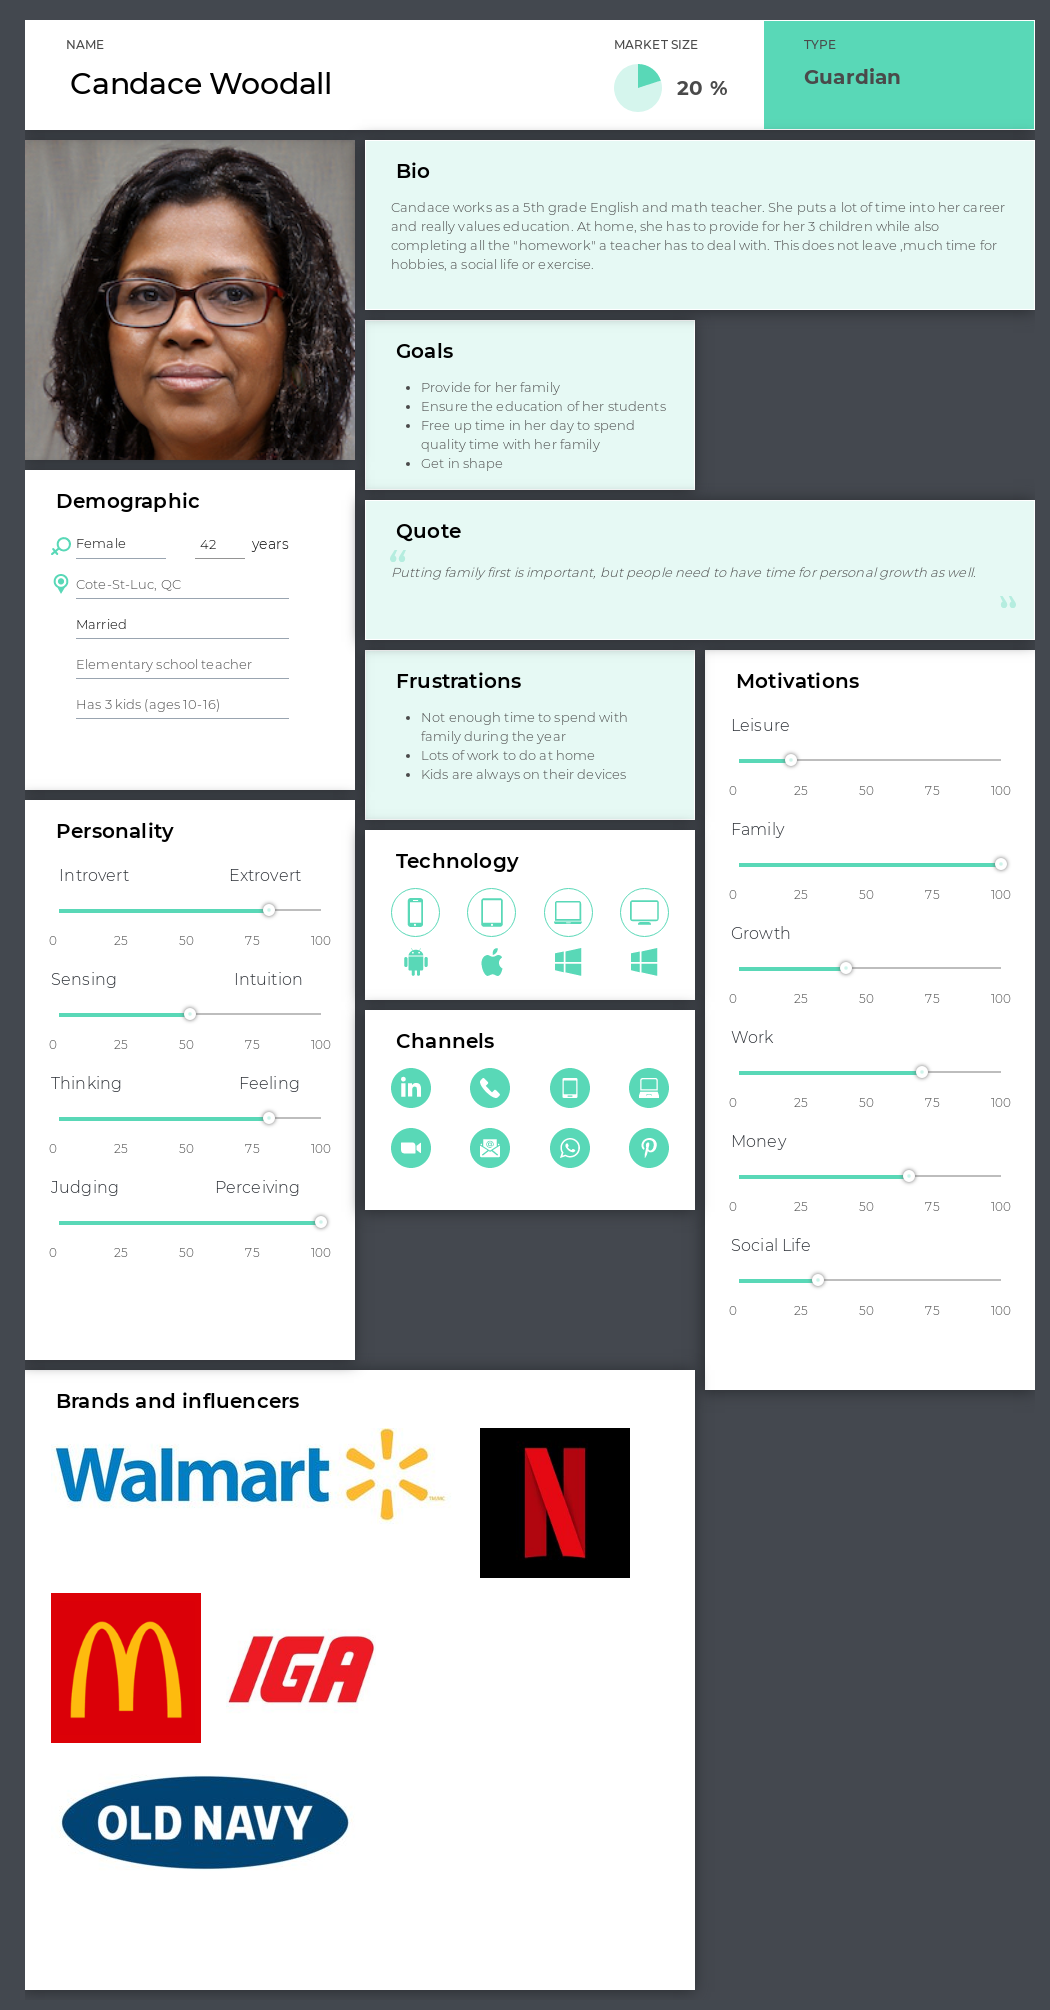 NAME
Candace Woodall
MARKET SIZE
20 %
TYPE
Guardian
Bio
Candace works as a 5th grade English and math teacher. She puts a lot of time into her career
and really values education. At home, she has to provide for her 3 children while also
completing all the "homework" a teacher has to deal with. This does not leave ,much time for
hobbies, a social life or exercise.
Goals
• Provide for her family
• Ensure the education of her students
• Free up time in her day to spend
quality time with her family
• Get in shape
Demographic
Female 42 years
Cote-St-Luc, QC
Married
Elementary school teacher
Has 3 kids (ages 10-16)
Quote
“
Putting family first is important, but people need to have time for personal growth as well.
”
Frustrations
• Not enough time to spend with
family during the year
• Lots of work to do at home
• Kids are always on their devices
Motivations
Leisure
0 25 50 75 100
Family
0 25 50 75 100
Growth
0 25 50 75 100
Work
0 25 50 75 100
Money
0 25 50 75 100
Social Life
0 25 50 75 100
Personality
Introvert Extrovert
0 25 50 75 100
Sensing Intuition
0 25 50 75 100
Thinking Feeling
0 25 50 75 100
Judging Perceiving
0 25 50 75 100
Technology
Channels
in
Brands and influencers
Walmart
N
M
IGA
OLD NAVY